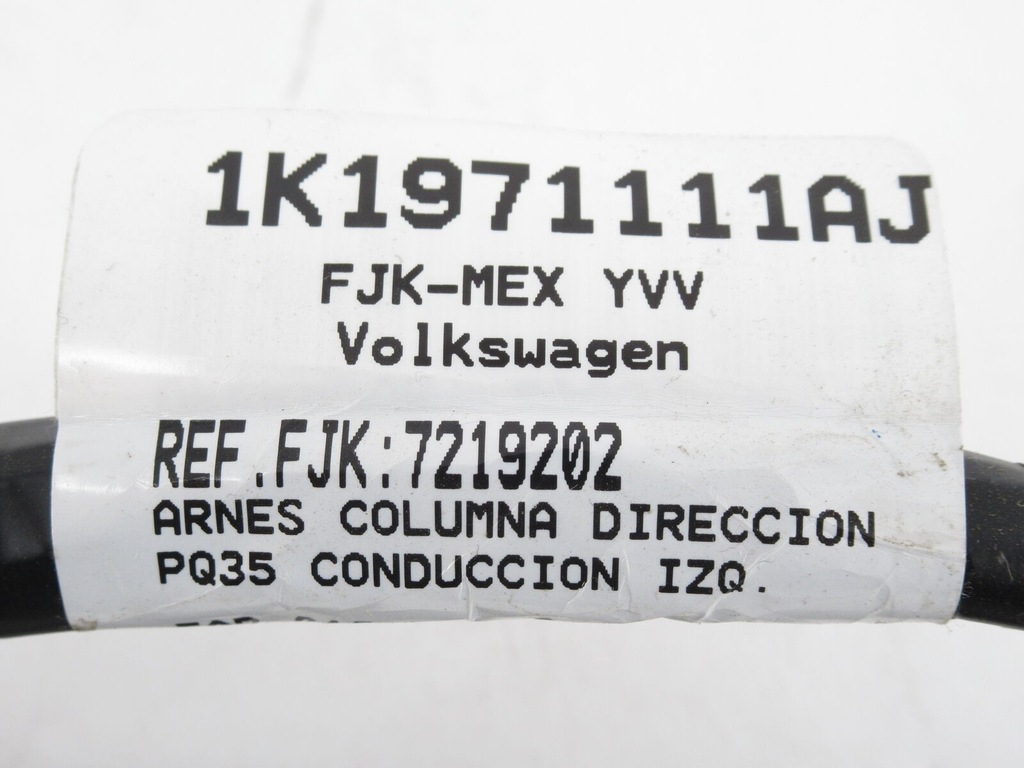 1K1971111AJ
FJK-MEX YVV
Volkswagen
REF.FJK:7219202
ARNES COLUMNA DIRECCION
PQ35 CONDUCCION IZQ.